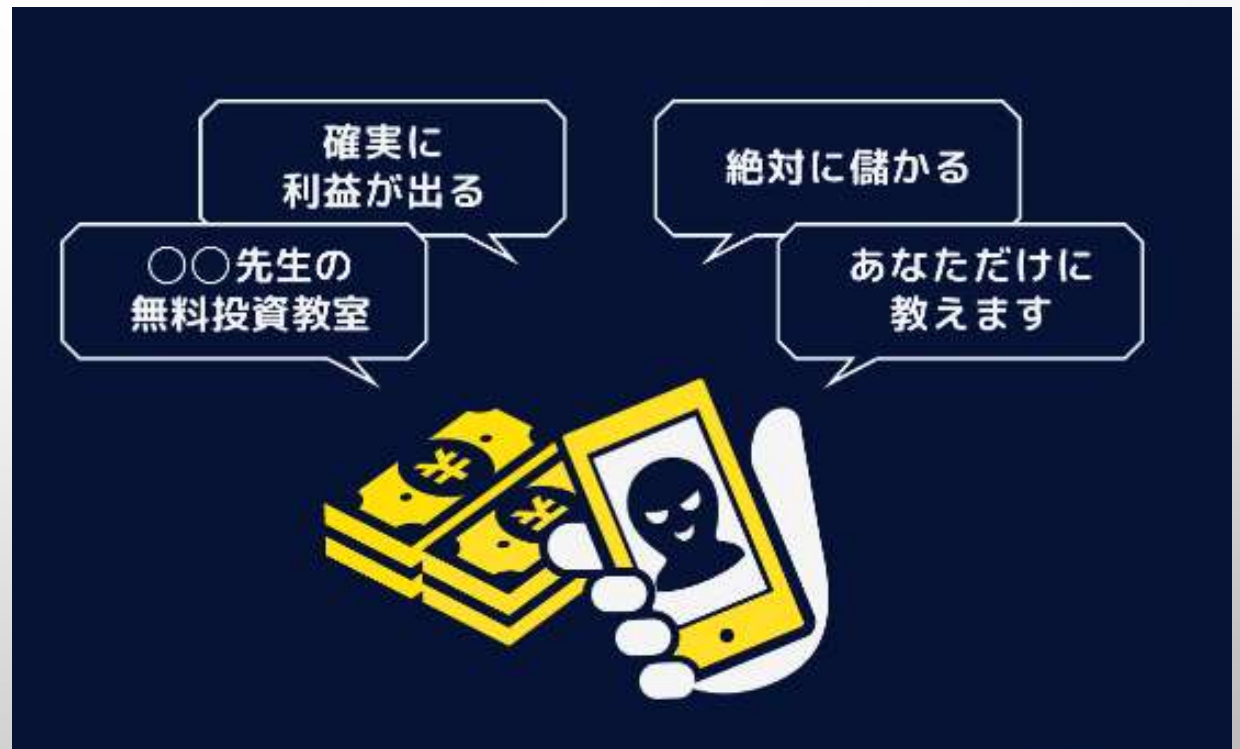 確実に
利益が出る
○○先生の
無料投資教室
絶対に儲かる
あなただけに
教えます